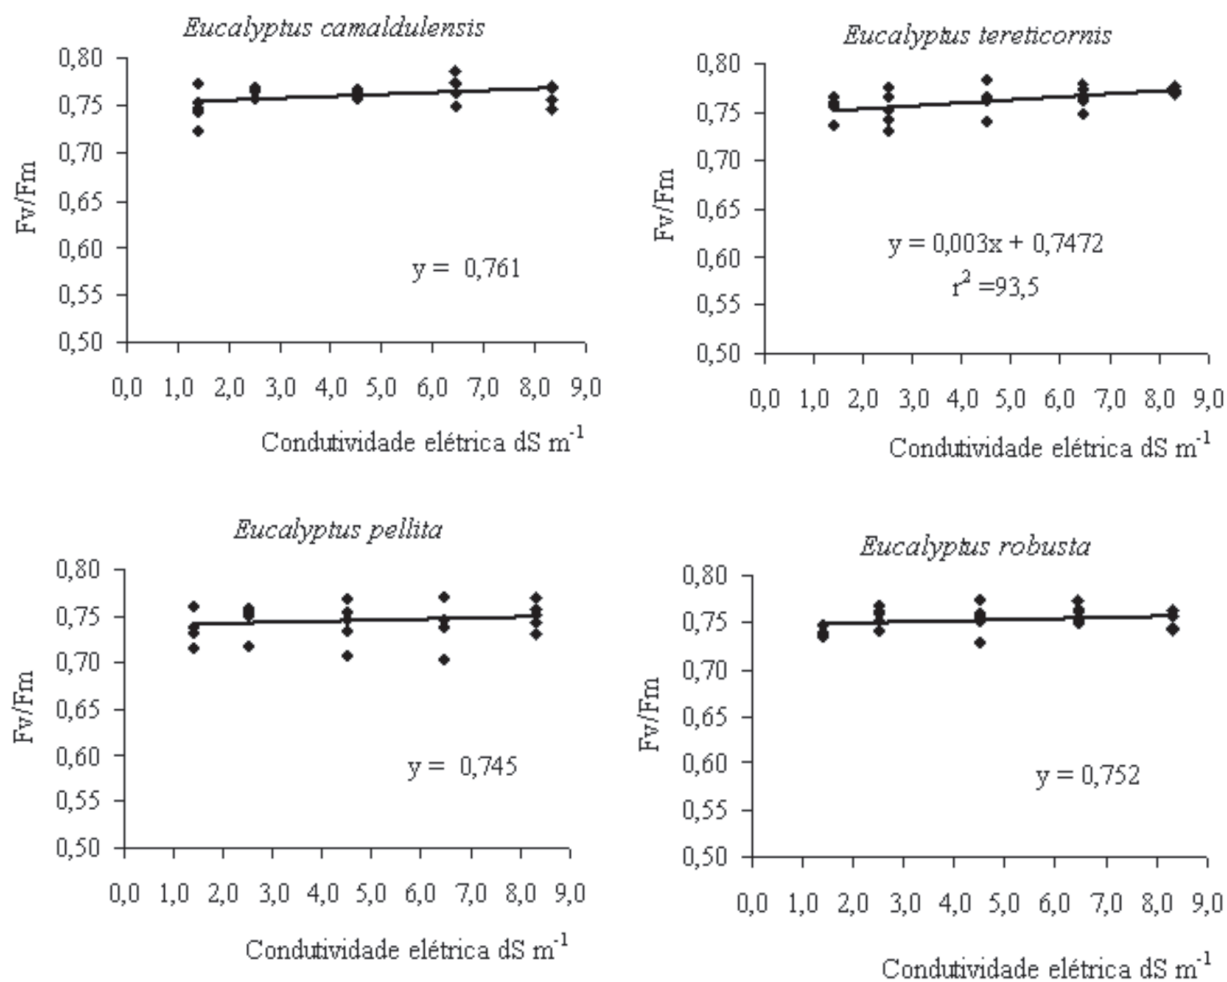 Eucalyptus camaldulensis
0,80
0,75
0,70
0,65
0,60
0,55
0,50
Fv/Fm
y = 0,761
0,0 1,0 2,0 3,0 4,0 5,0 6,0 7,0 8,0 9,0
Condutividade elétrica dS m⁻¹
Eucalyptus tereticornis
0,80
0,75
0,70
0,65
0,60
0,55
0,50
Fv/Fm
y = 0,003x + 0,7472
r² =93,5
0,0 1,0 2,0 3,0 4,0 5,0 6,0 7,0 8,0 9,0
Condutividade elétrica dS m⁻¹
Eucalyptus pellita
0,80
0,75
0,70
0,65
0,60
0,55
0,50
Fv/Fm
y = 0,745
0,0 1,0 2,0 3,0 4,0 5,0 6,0 7,0 8,0 9,0
Condutividade elétrica dS m⁻¹
Eucalyptus robusta
0,80
0,75
0,70
0,65
0,60
0,55
0,50
Fv/Fm
y = 0,752
0,0 1,0 2,0 3,0 4,0 5,0 6,0 7,0 8,0 9,0
Condutividade elétrica dS m⁻¹